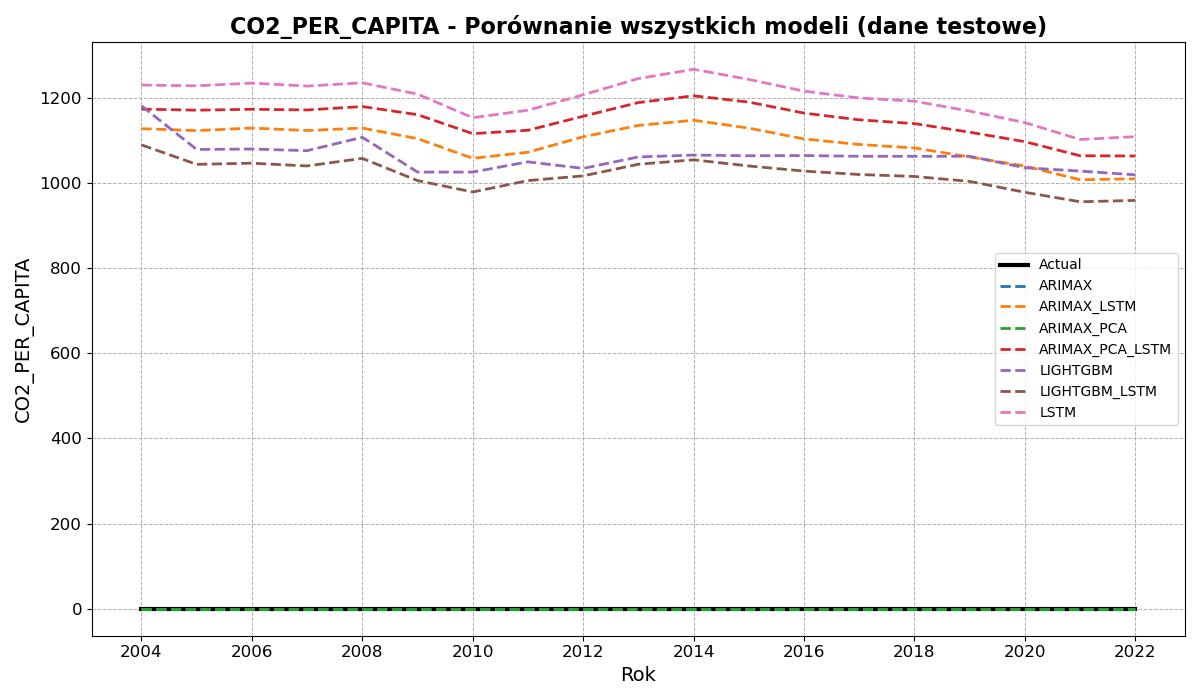 CO2_PER_CAPITA - Porównanie wszystkich modeli (dane testowe)
CO2_PER_CAPITA
1200
1000
800
600
400
200
0
Actual
ARIMAX
ARIMAX_LSTM
ARIMAX_PCA
ARIMAX_PCA_LSTM
LIGHTGBM
LIGHTGBM_LSTM
LSTM
2004 2006 2008 2010 2012 2014 2016 2018 2020 2022
Rok